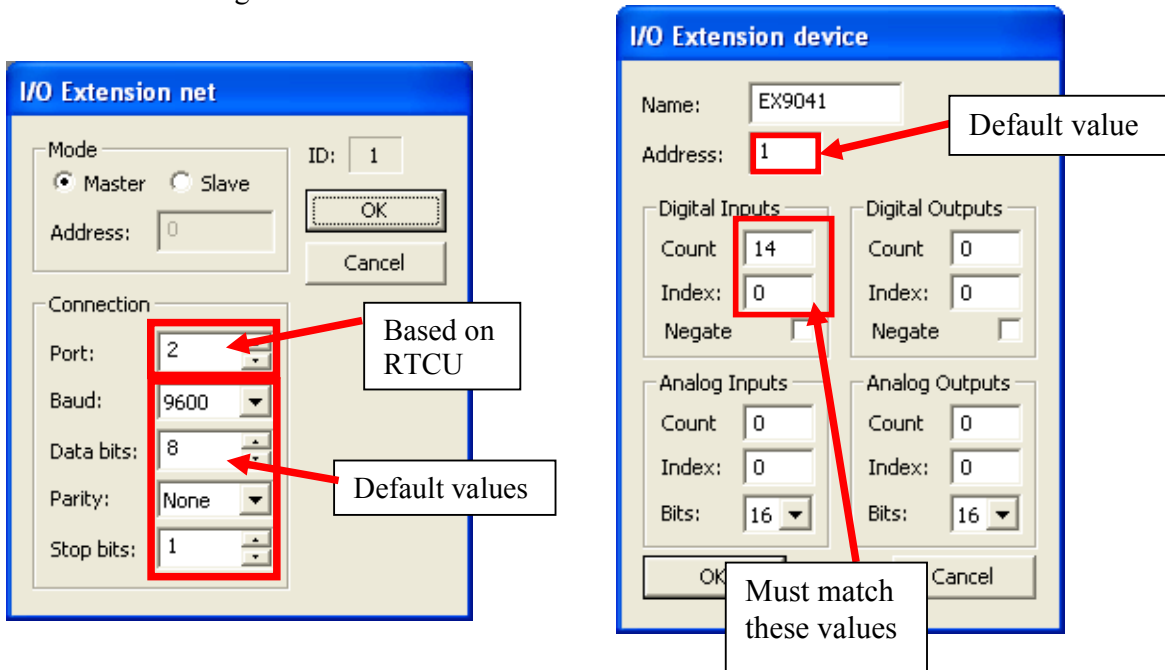 I/O Extension net
Mode
Master Slave
Address: 0
ID: 1
OK
Cancel
Connection
Port: 2
Baud: 9600
Data bits: 8
Parity: None
Stop bits: 1
Based on
RTCU
Default values
I/O Extension device
Name: EX9041
Address: 1
Default value
Digital Inputs
Count 14
Index: 0
Negate
Digital Outputs
Count 0
Index: 0
Negate
Analog Inputs
Count 0
Index: 0
Bits: 16
Analog Outputs
Count 0
Index: 0
Bits: 16
OK
Cancel
Must match
these values